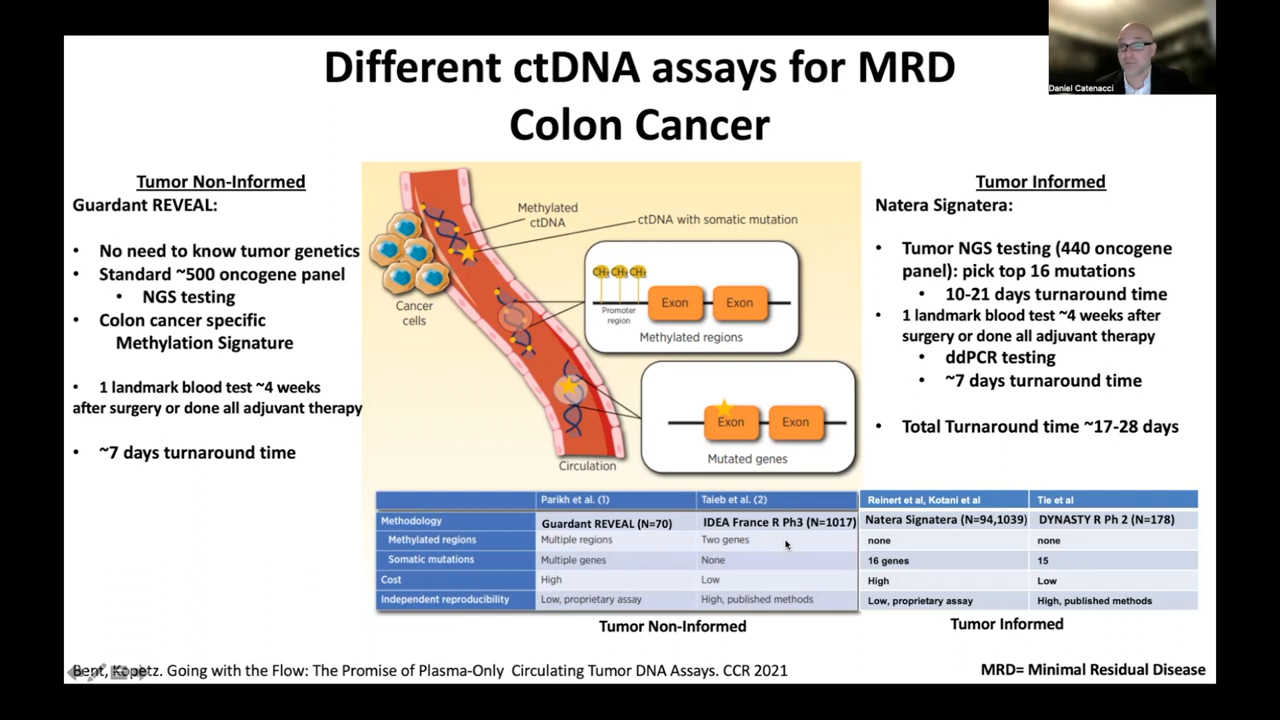 Different ctDNA assays for MRD
Colon Cancer
Daniel Catenacci
Tumor Non-Informed
Guardant REVEAL:
• No need to know tumor genetics
• Standard ~500 oncogene panel
• NGS testing
• Colon cancer specific
Methylation Signature
• 1 landmark blood test ~4 weeks
after surgery or done all adjuvant therapy
• ~7 days turnaround time
Methylated
ctDNA
ctDNA with somatic mutation
Cancer
cells
CH₃ CH₃ CH₃
Exon Exon
Promoter
region
Methylated regions
Exon Exon
Mutated genes
Circulation
Tumor Informed
Natera Signatera:
• Tumor NGS testing (440 oncogene
panel): pick top 16 mutations
• 10-21 days turnaround time
• 1 landmark blood test ~4 weeks after
surgery or done all adjuvant therapy
• ddPCR testing
• ~7 days turnaround time
• Total Turnaround time ~17-28 days
Parikh et al. (1) Taieb et al. (2) Reinert et al, Kotani et al Tie et al
Methodology Guardant REVEAL (N=70) IDEA France R Ph3 (N=1017) Natera Signatera (N=94,1039) DYNASTY R Ph 2 (N=178)
Methylated regions Multiple regions Two genes none none
Somatic mutations Multiple genes None 16 genes 15
Cost High Low High Low
Independent reproducibility Low, proprietary assay High, published methods Low, proprietary assay High, published methods
Tumor Non-Informed Tumor Informed
Bent, Kopetz. Going with the Flow: The Promise of Plasma-Only Circulating Tumor DNA Assays. CCR 2021
MRD= Minimal Residual Disease